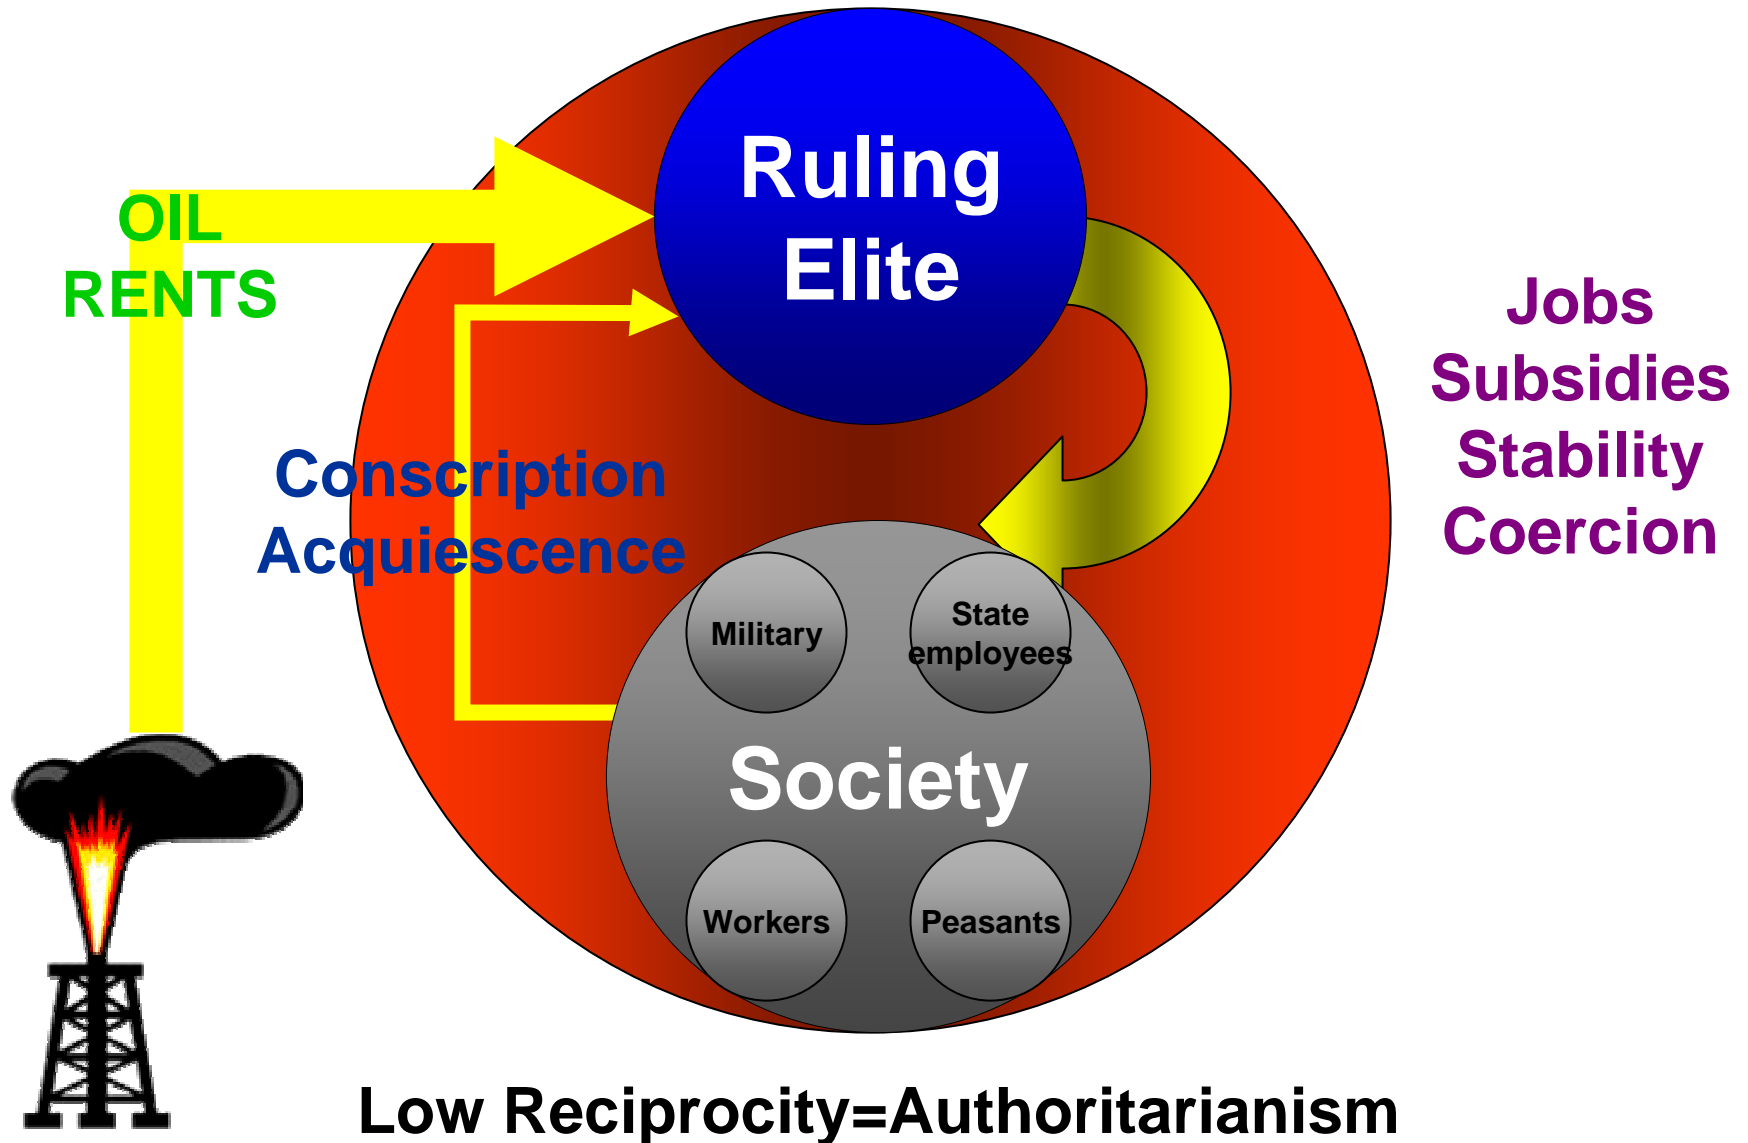 Ruling
Elite
OIL
RENTS
Jobs
Subsidies
Stability
Coercion
Conscription
Acquiescence
Military
State
employees
Society
Workers
Peasants
Low Reciprocity=Authoritarianism